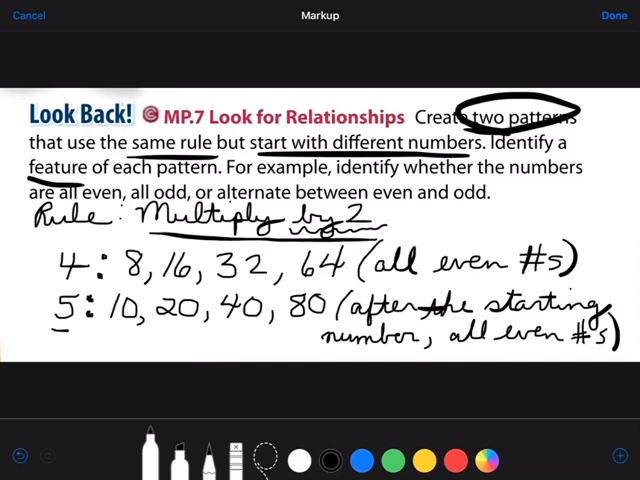 Cancel Markup Done
Look Back! MP.7 Look for Relationships Create two patterns
that use the same rule but start with different numbers. Identify a
feature of each pattern. For example, identify whether the numbers
are all even, all odd, or alternate between even and odd.
Rule: Multiply by 2
4: 8, 16, 32, 64 (all even #s)
5: 10, 20, 40, 80 (after the starting
number, all even #s)